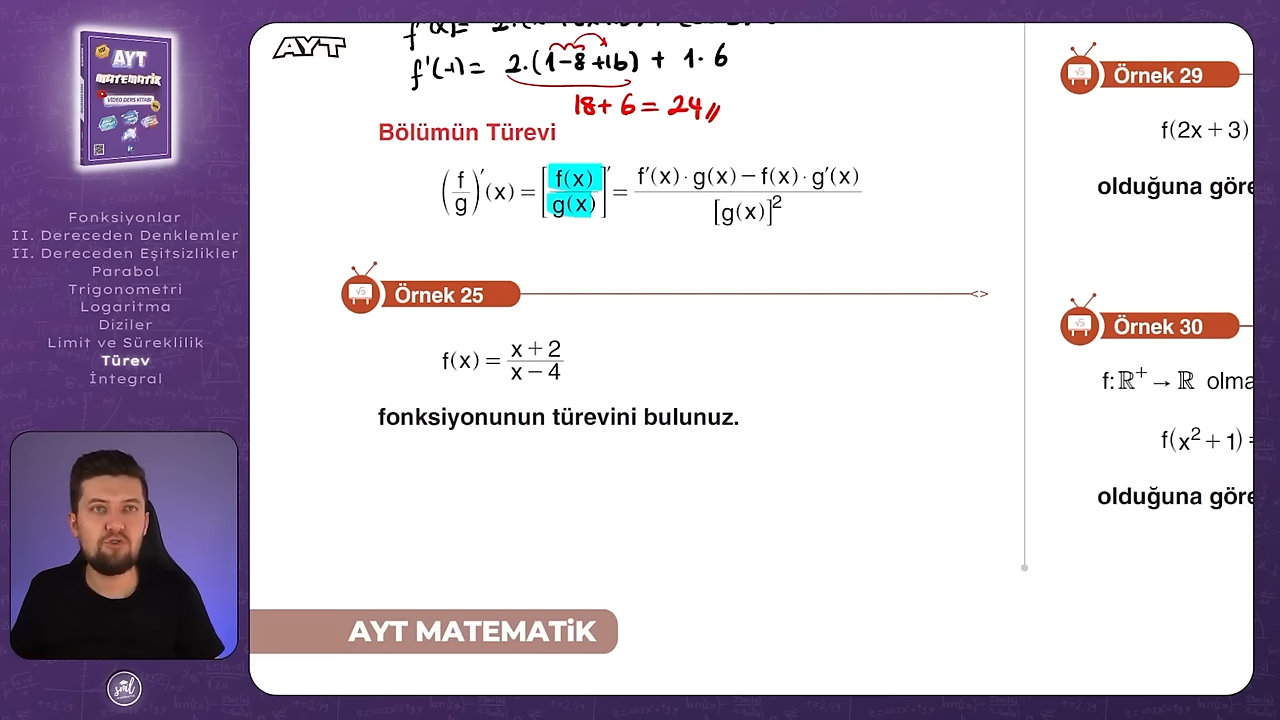 AYT
MATEMATİK
VİDEO DERS KİTABI
Fonksiyonlar
II. Dereceden Denklemler
II. Dereceden Eşitsizlikler
Parabol
Trigonometri
Logaritma
Diziler
Limit ve Süreklilik
Türev
İntegral
sml
AYT
f'(-1) = 2.(1-8+16) + 1.6
18+6=24//
Bölümün Türevi
(f/g)'(x) = [f(x)/g(x)]' = f'(x)·g(x)−f(x)·g'(x) / [g(x)]²
Örnek 25
f(x) = x+2 / x−4
fonksiyonunun türevini bulunuz.
AYT MATEMATiK
Örnek 29
f(2x+3)
olduğuna göre
Örnek 30
f:ℝ⁺→ℝ olma
f(x²+1) =
olduğuna göre